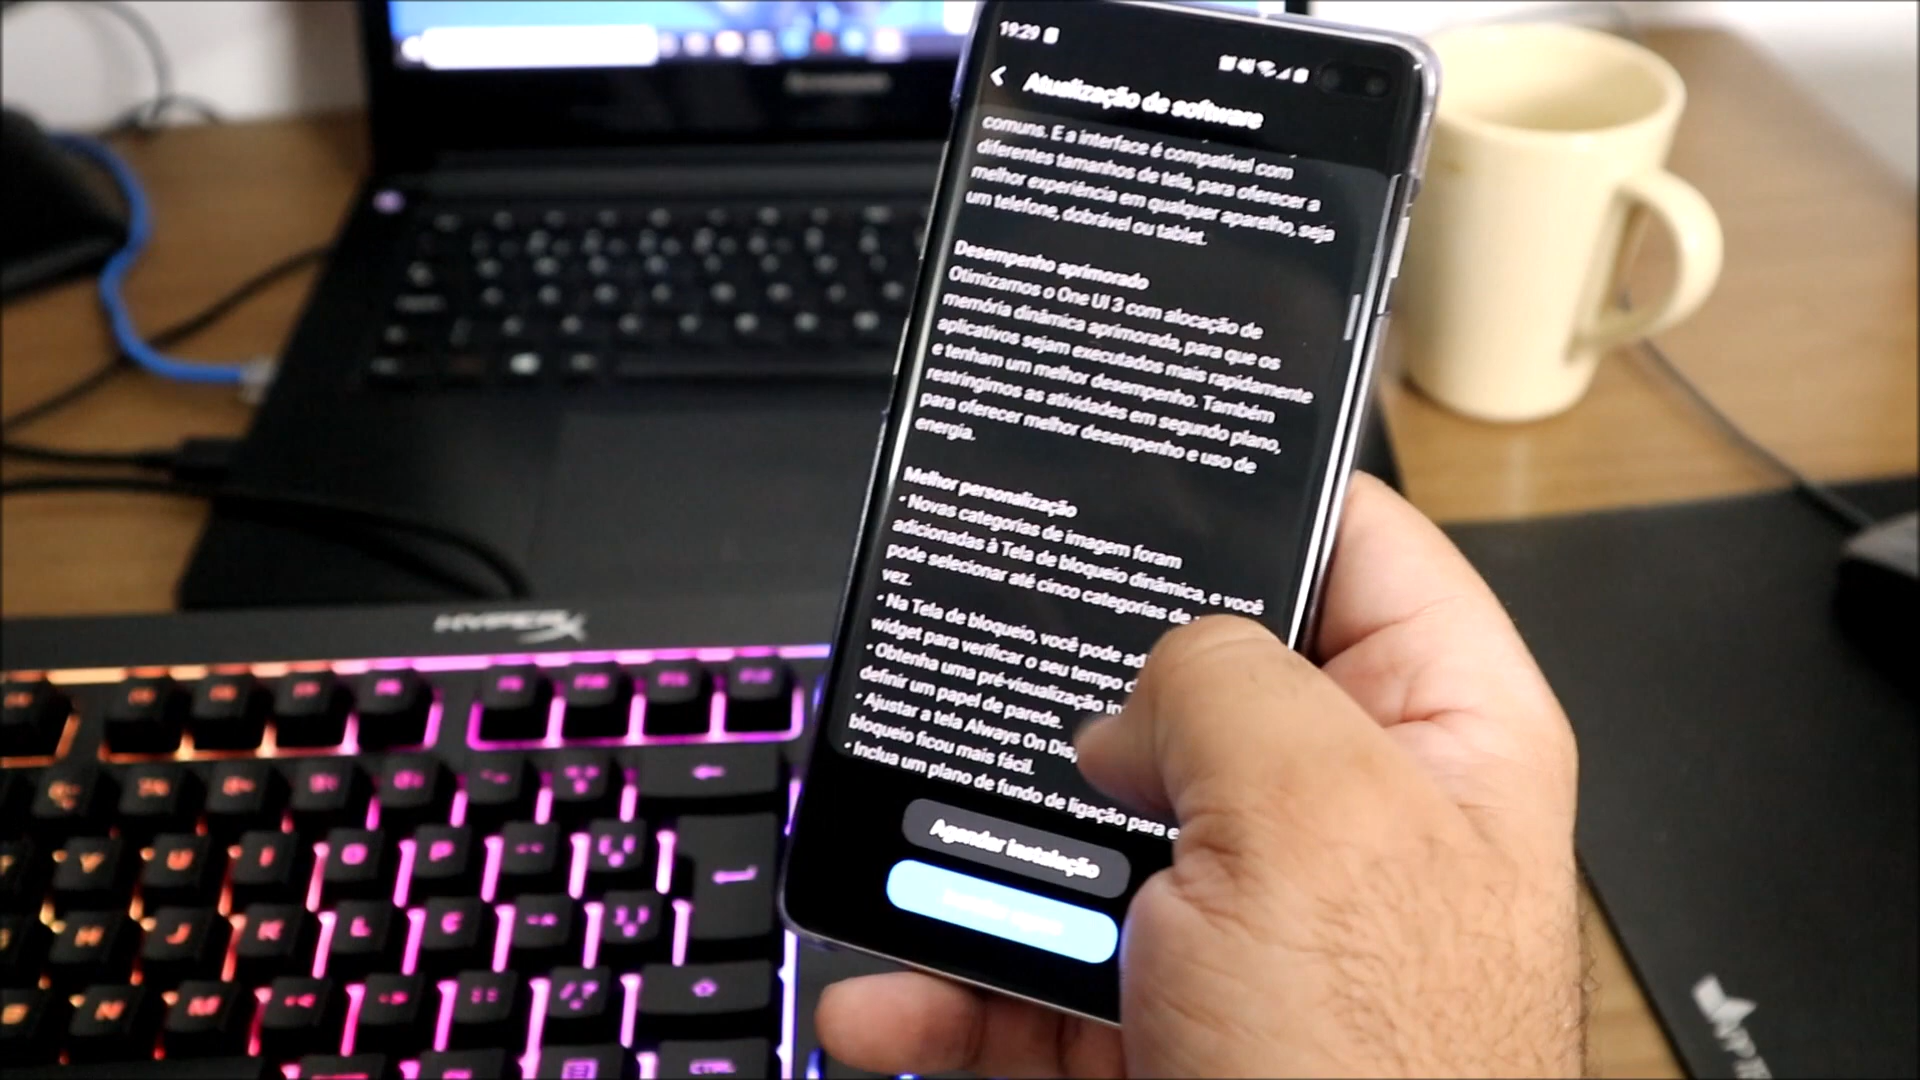 19:29
Atualização de software
comuns. E a interface é compatível com
diferentes tamanhos de tela, para oferecer a
melhor experiência em qualquer aparelho, seja
um telefone, dobrável ou tablet.
Desempenho aprimorado
Otimizamos o One UI 3 com alocação de
memória dinâmica aprimorada, para que os
aplicativos sejam executados mais rapidamente
e tenham um melhor desempenho. Também
restringimos as atividades em segundo plano,
para oferecer melhor desempenho e uso de
energia.
Melhor personalização
• Novas categorias de imagem foram
adicionadas à Tela de bloqueio dinâmica, e você
pode selecionar até cinco categorias de
vez.
• Na Tela de bloqueio, você pode ad
widget para verificar o seu tempo
• Obtenha uma pré-visualização
definir um papel de parede.
• Ajustar a tela Always On Dis
bloqueio ficou mais fácil.
• Inclua um plano de fundo de ligação para
Agendar instalação
HYPERX
Y
U
I
O
P
H
J
K
L
Ç
N
M
CTRL